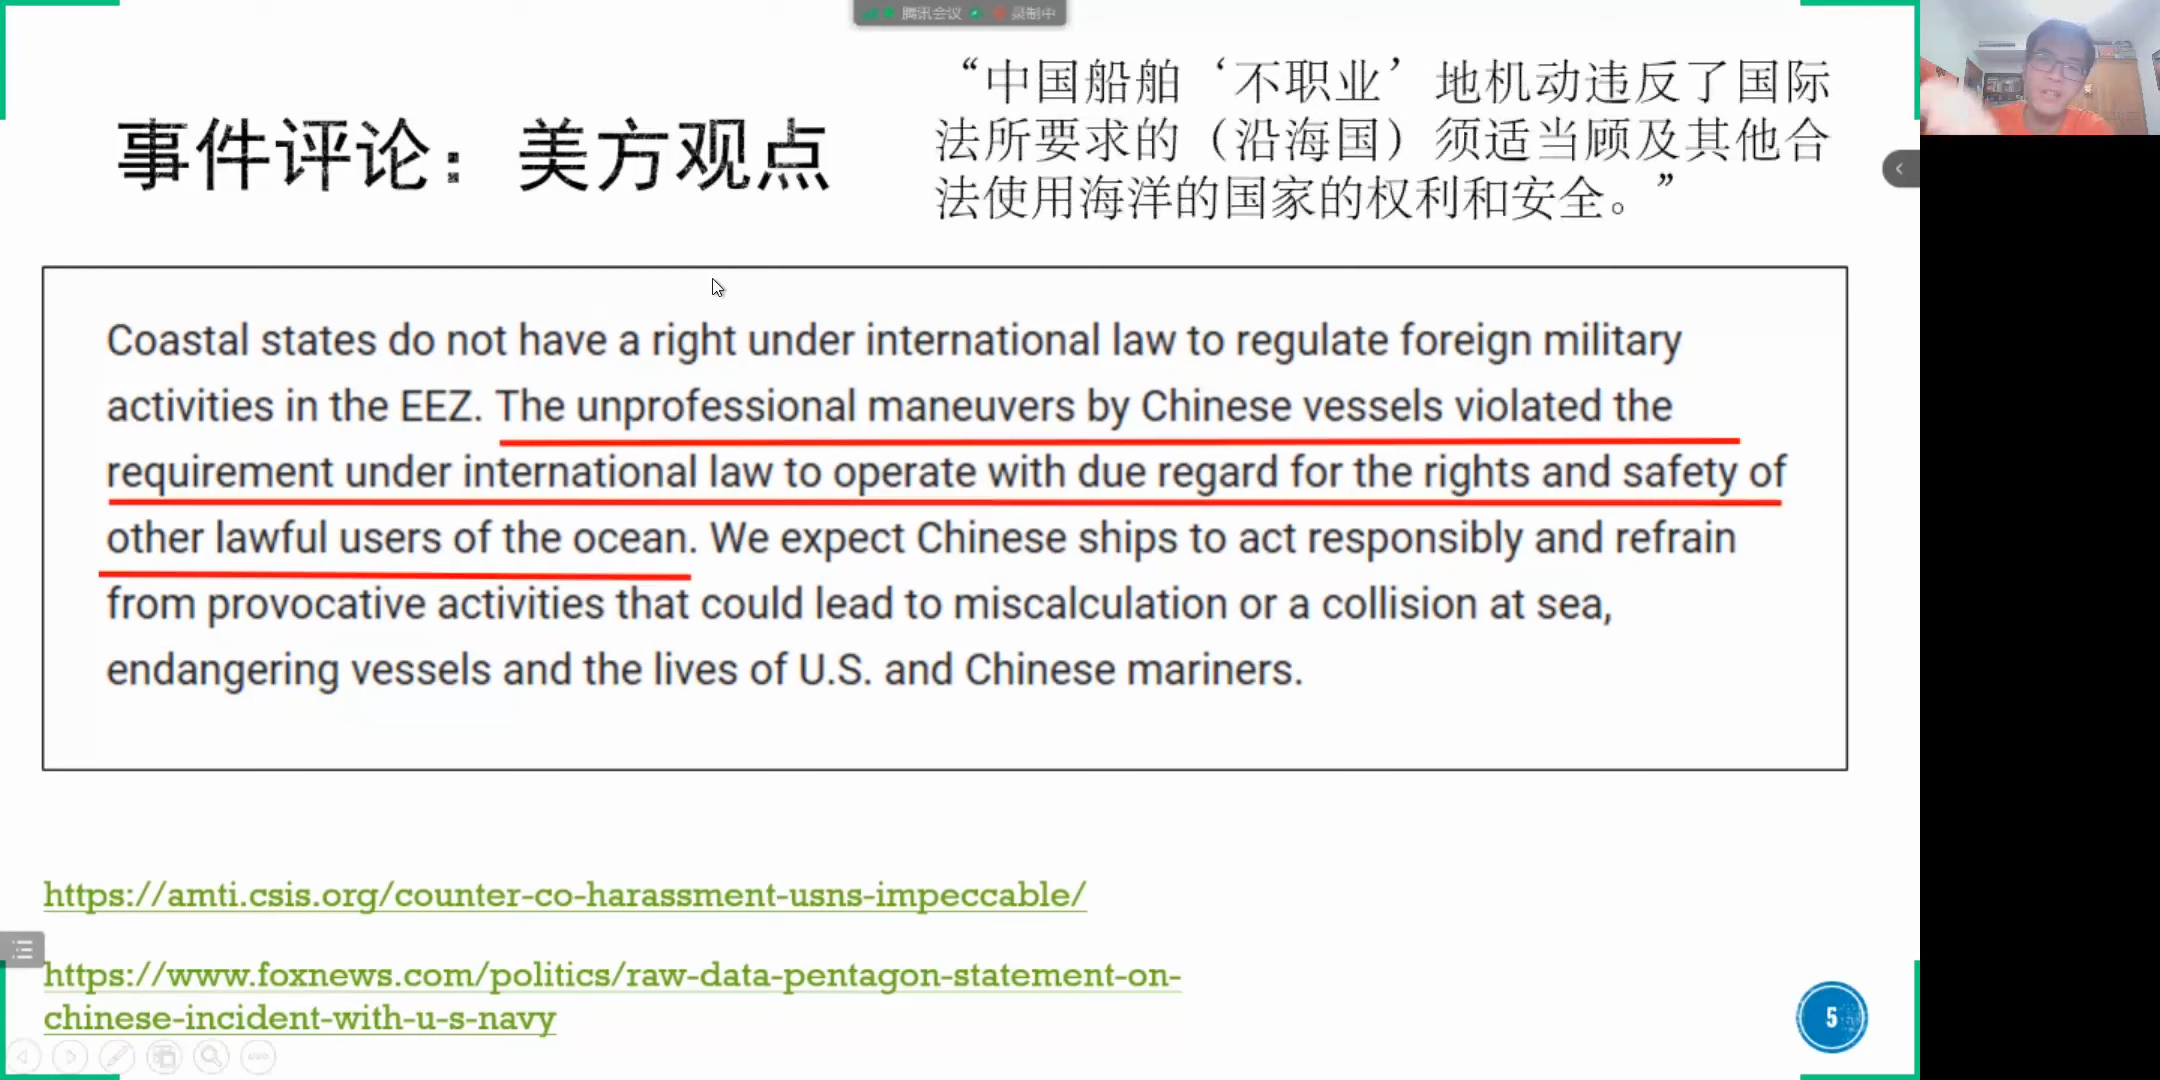 腾讯会议 录制中
事件评论：美方观点
“中国船舶‘不职业’地机动违反了国际
法所要求的（沿海国）须适当顾及其他合
法使用海洋的国家的权利和安全。”
Coastal states do not have a right under international law to regulate foreign military
activities in the EEZ. The unprofessional maneuvers by Chinese vessels violated the
requirement under international law to operate with due regard for the rights and safety of
other lawful users of the ocean. We expect Chinese ships to act responsibly and refrain
from provocative activities that could lead to miscalculation or a collision at sea,
endangering vessels and the lives of U.S. and Chinese mariners.
https://amti.csis.org/counter-co-harassment-usns-impeccable/
https://www.foxnews.com/politics/raw-data-pentagon-statement-on-
chinese-incident-with-u-s-navy
5